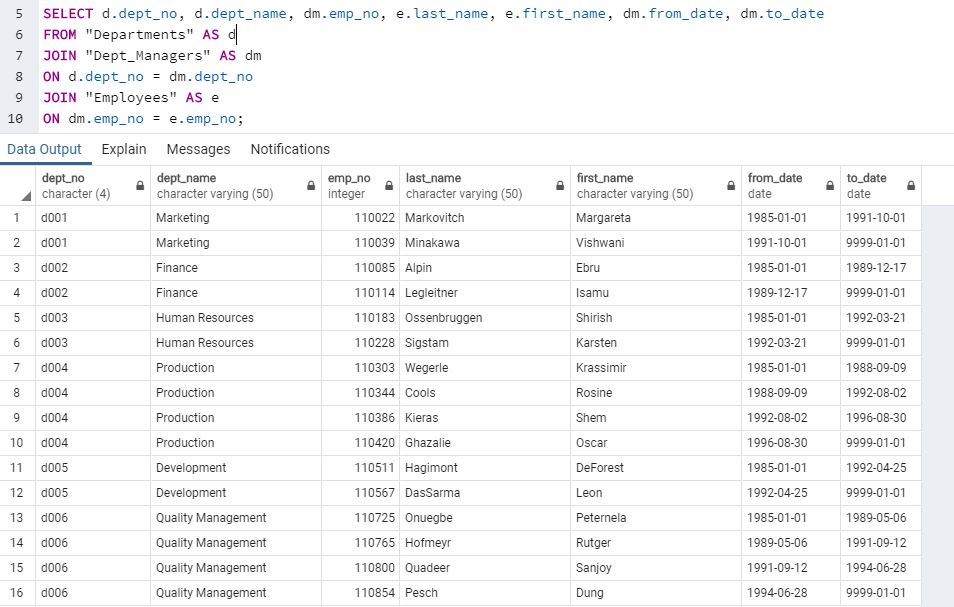 5 SELECT d.dept_no, d.dept_name, dm.emp_no, e.last_name, e.first_name, dm.from_date, dm.to_date
6 FROM "Departments" AS d
7 JOIN "Dept_Managers" AS dm
8 ON d.dept_no = dm.dept_no
9 JOIN "Employees" AS e
10 ON dm.emp_no = e.emp_no;
Data Output Explain Messages Notifications
dept_no dept_name emp_no last_name first_name from_date to_date
character (4) character varying (50) integer character varying (50) character varying (50) date date
1 d001 Marketing 110022 Markovitch Margareta 1985-01-01 1991-10-01
2 d001 Marketing 110039 Minakawa Vishwani 1991-10-01 9999-01-01
3 d002 Finance 110085 Alpin Ebru 1985-01-01 1989-12-17
4 d002 Finance 110114 Legleitner Isamu 1989-12-17 9999-01-01
5 d003 Human Resources 110183 Ossenbruggen Shirish 1985-01-01 1992-03-21
6 d003 Human Resources 110228 Sigstam Karsten 1992-03-21 9999-01-01
7 d004 Production 110303 Wegerle Krassimir 1985-01-01 1988-09-09
8 d004 Production 110344 Cools Rosine 1988-09-09 1992-08-02
9 d004 Production 110386 Kieras Shem 1992-08-02 1996-08-30
10 d004 Production 110420 Ghazalie Oscar 1996-08-30 9999-01-01
11 d005 Development 110511 Hagimont DeForest 1985-01-01 1992-04-25
12 d005 Development 110567 DasSarma Leon 1992-04-25 9999-01-01
13 d006 Quality Management 110725 Onuegbe Peternela 1985-01-01 1989-05-06
14 d006 Quality Management 110765 Hofmeyr Rutger 1989-05-06 1991-09-12
15 d006 Quality Management 110800 Quadeer Sanjoy 1991-09-12 1994-06-28
16 d006 Quality Management 110854 Pesch Dung 1994-06-28 9999-01-01